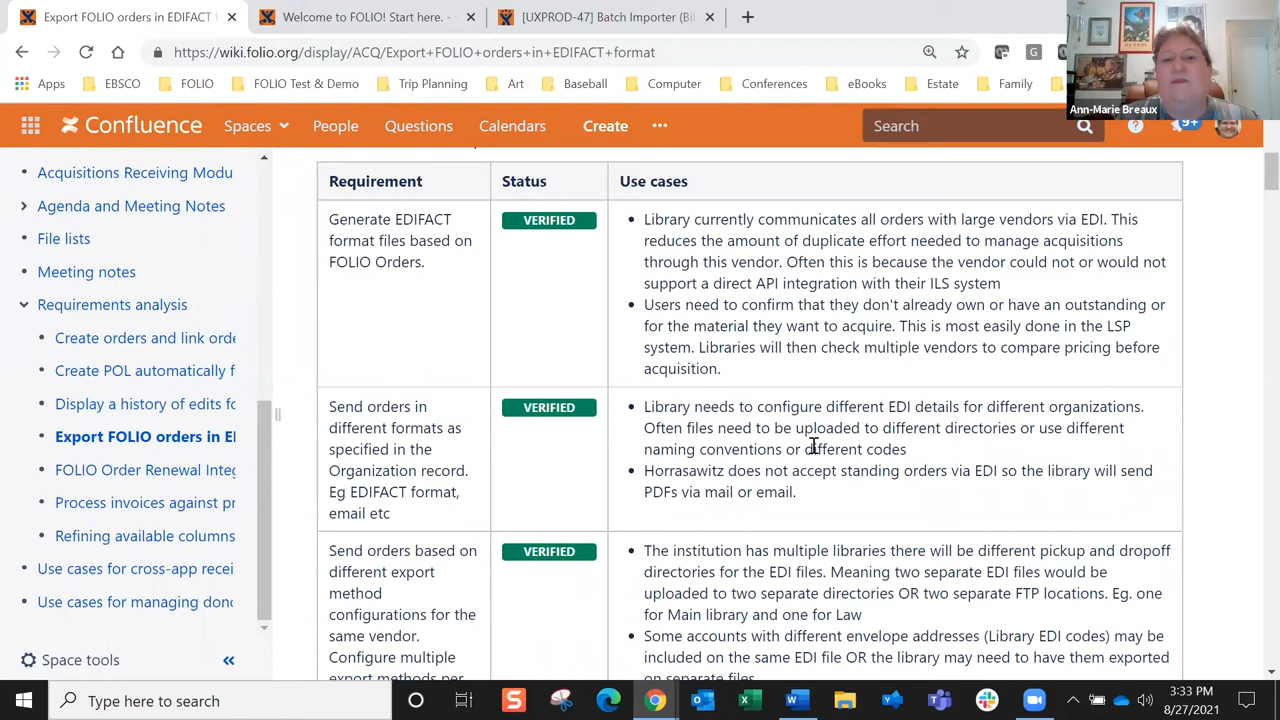 Export FOLIO orders in EDIFACT f
Welcome to FOLIO! Start here. -
[UXPROD-47] Batch Importer (Bi
https://wiki.folio.org/display/ACQ/Export+FOLIO+orders+in+EDIFACT+format
G
Apps
EBSCO
FOLIO
FOLIO Test & Demo
Trip Planning
Art
Baseball
Computer
Conferences
eBooks
Estate
Family
Ann-Marie Breaux
Confluence
Spaces
People
Questions
Calendars
Create
Search
9+
Acquisitions Receiving Modu
Agenda and Meeting Notes
File lists
Meeting notes
Requirements analysis
Create orders and link orde
Create POL automatically f
Display a history of edits fo
Export FOLIO orders in EI
FOLIO Order Renewal Integ
Process invoices against pr
Refining available columns
Use cases for cross-app recei
Use cases for managing dono
Space tools
Requirement
Status
Use cases
Generate EDIFACT
format files based on
FOLIO Orders.
VERIFIED
Library currently communicates all orders with large vendors via EDI. This
reduces the amount of duplicate effort needed to manage acquisitions
through this vendor. Often this is because the vendor could not or would not
support a direct API integration with their ILS system
Users need to confirm that they don't already own or have an outstanding or
for the material they want to acquire. This is most easily done in the LSP
system. Libraries will then check multiple vendors to compare pricing before
acquisition.
Send orders in
different formats as
specified in the
Organization record.
Eg EDIFACT format,
email etc
VERIFIED
Library needs to configure different EDI details for different organizations.
Often files need to be uploaded to different directories or use different
naming conventions or different codes
Horrasawitz does not accept standing orders via EDI so the library will send
PDFs via mail or email.
Send orders based on
different export
method
configurations for the
same vendor.
Configure multiple
export methods per
VERIFIED
The institution has multiple libraries there will be different pickup and dropoff
directories for the EDI files. Meaning two separate EDI files would be
uploaded to two separate directories OR two separate FTP locations. Eg. one
for Main library and one for Law
Some accounts with different envelope addresses (Library EDI codes) may be
included on the same EDI file OR the library may need to have them exported
on separate files.
Type here to search
3:33 PM
8/27/2021